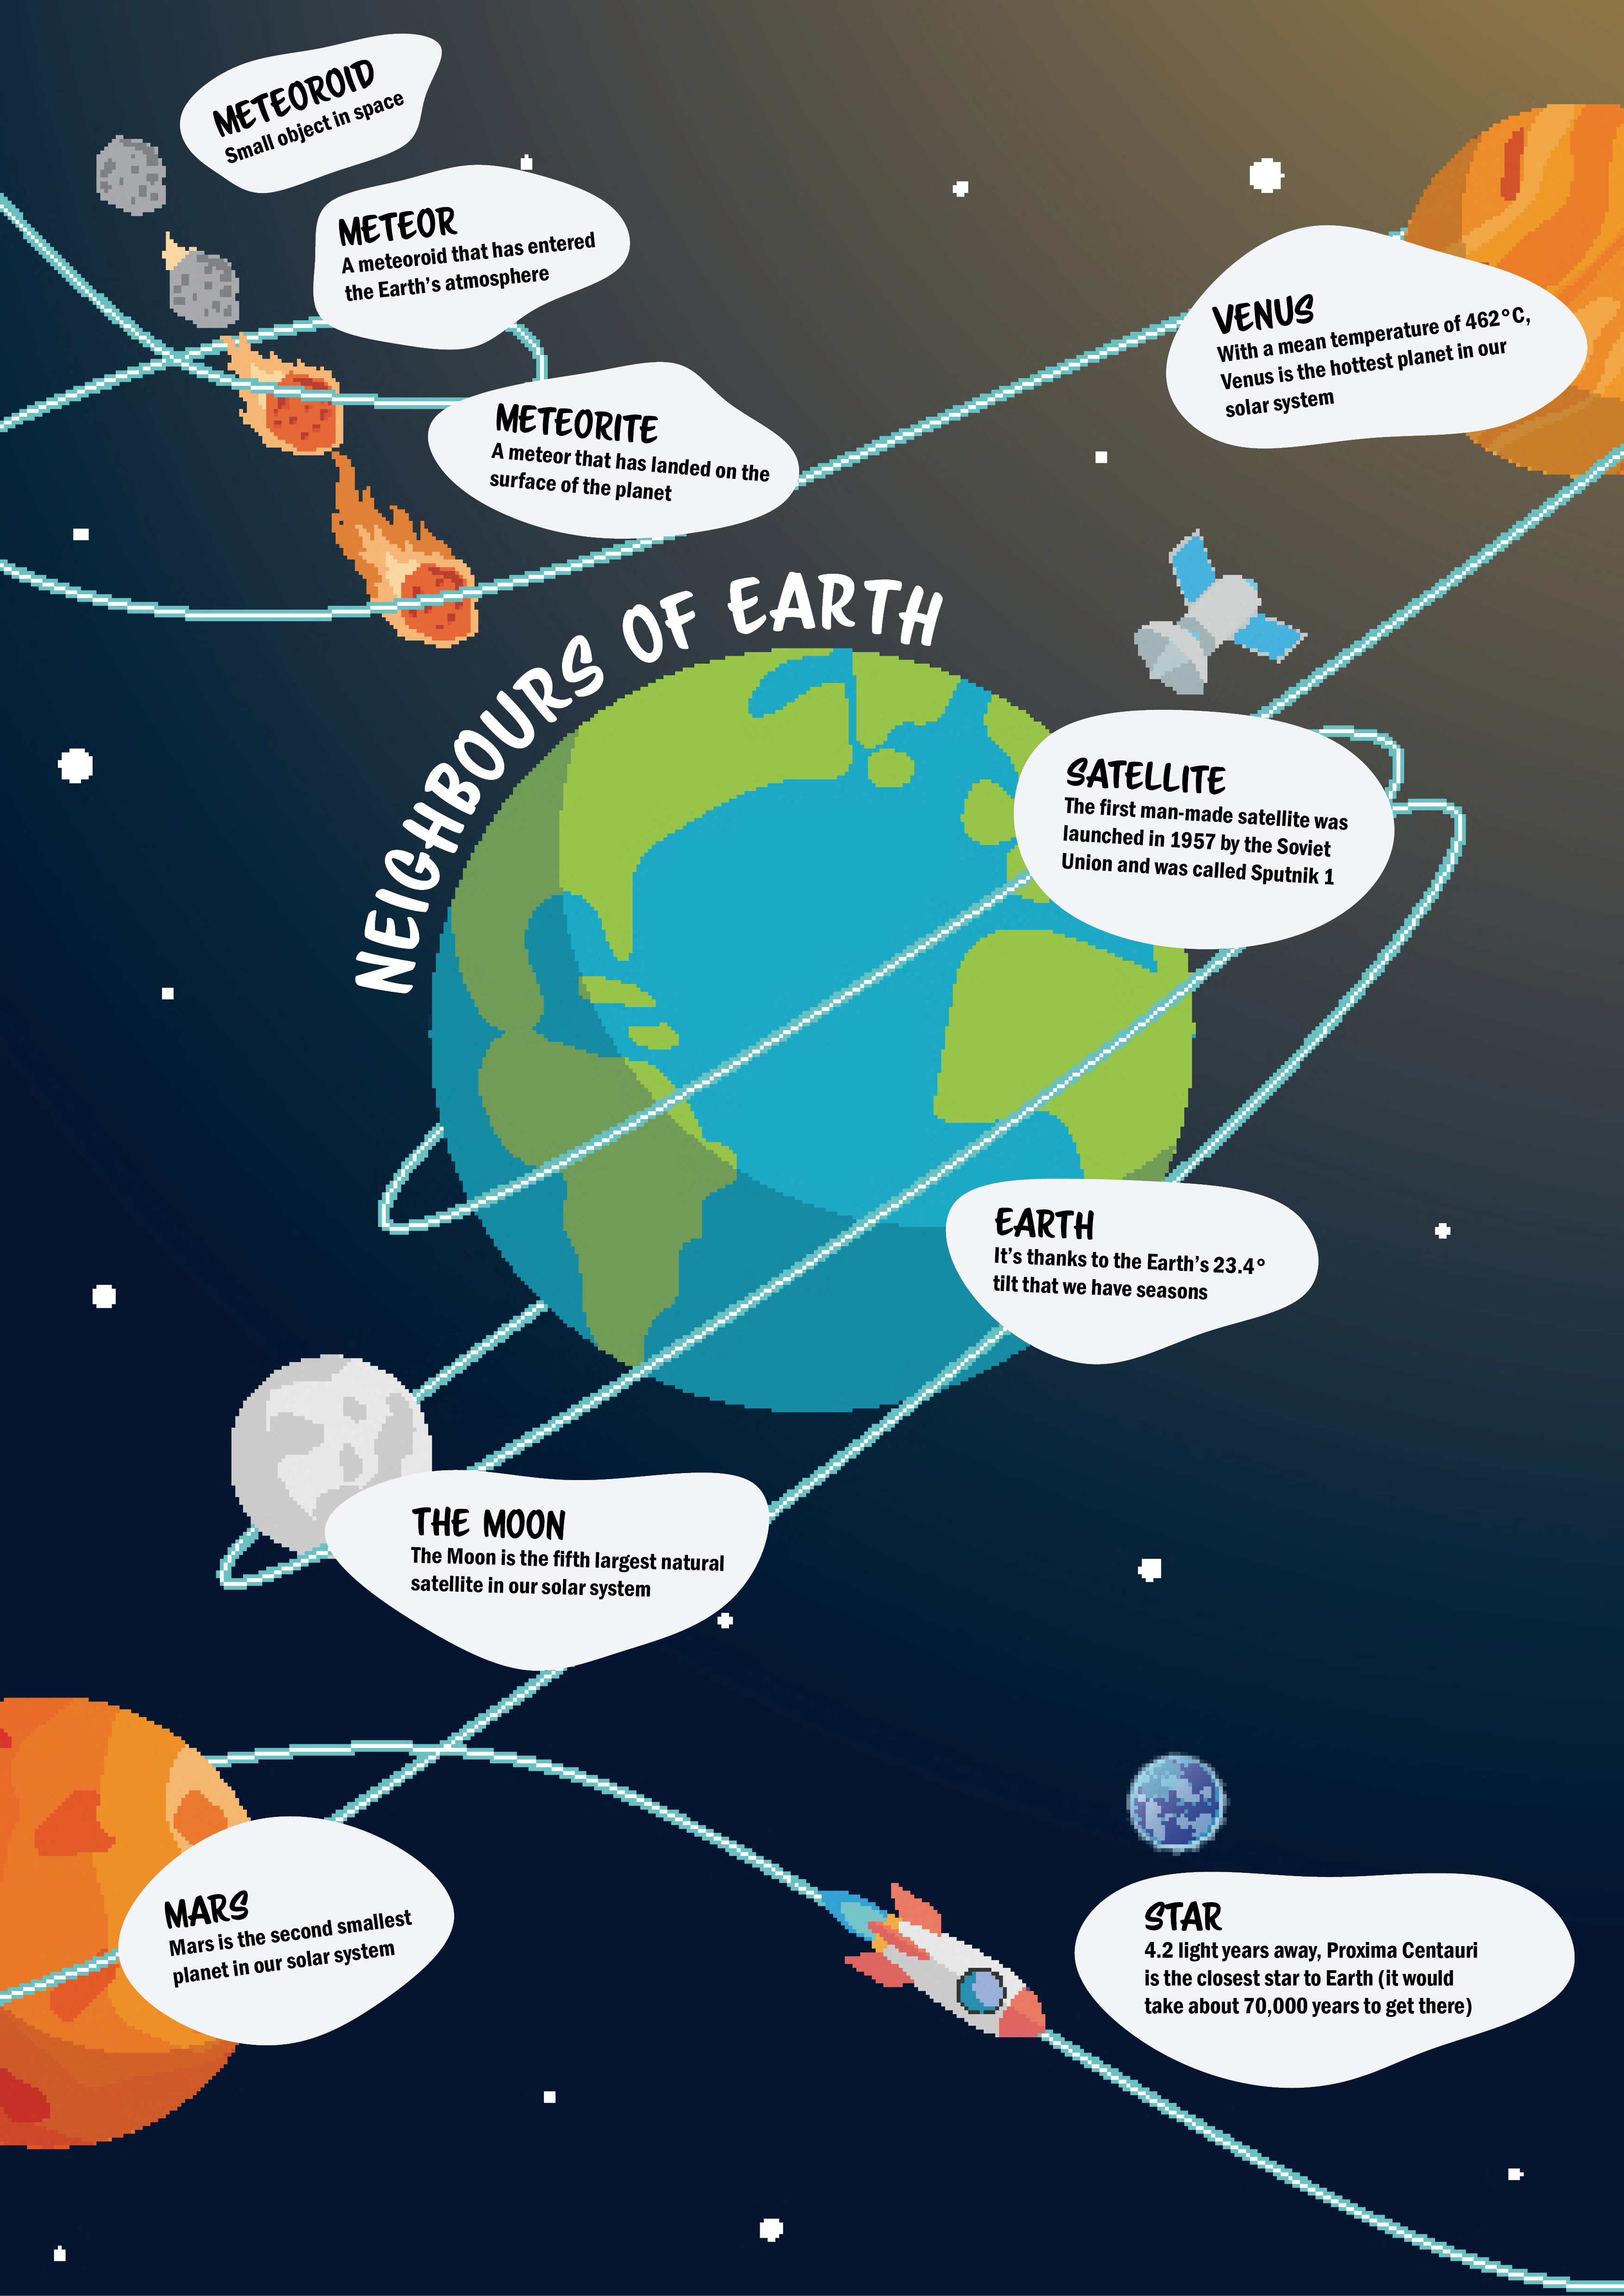 METEOROID
Small object in space
METEOR
A meteoroid that has entered
the Earth's atmosphere
METEORITE
A meteor that has landed on the
surface of the planet
VENUS
With a mean temperature of 462°C,
Venus is the hottest planet in our
solar system
NEIGHBOURS OF EARTH
SATELLITE
The first man-made satellite was
launched in 1957 by the Soviet
Union and was called Sputnik 1
EARTH
It's thanks to the Earth's 23.4°
tilt that we have seasons
THE MOON
The Moon is the fifth largest natural
satellite in our solar system
MARS
Mars is the second smallest
planet in our solar system
STAR
4.2 light years away, Proxima Centauri
is the closest star to Earth (it would
take about 70,000 years to get there)